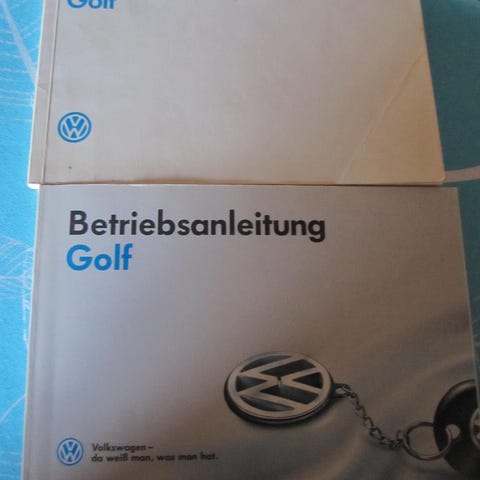 Golf
Betriebsanleitung
Golf
Volkswagen –
da weiß man, was man hat.